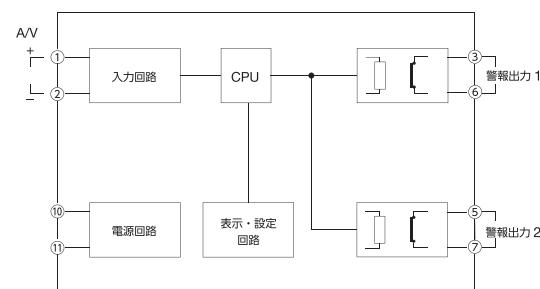 A/V
+
①
入力回路
CPU
③
警報出力 1
②
−
⑥
⑩
電源回路
表示・設定
回路
⑤
警報出力 2
⑪
⑦